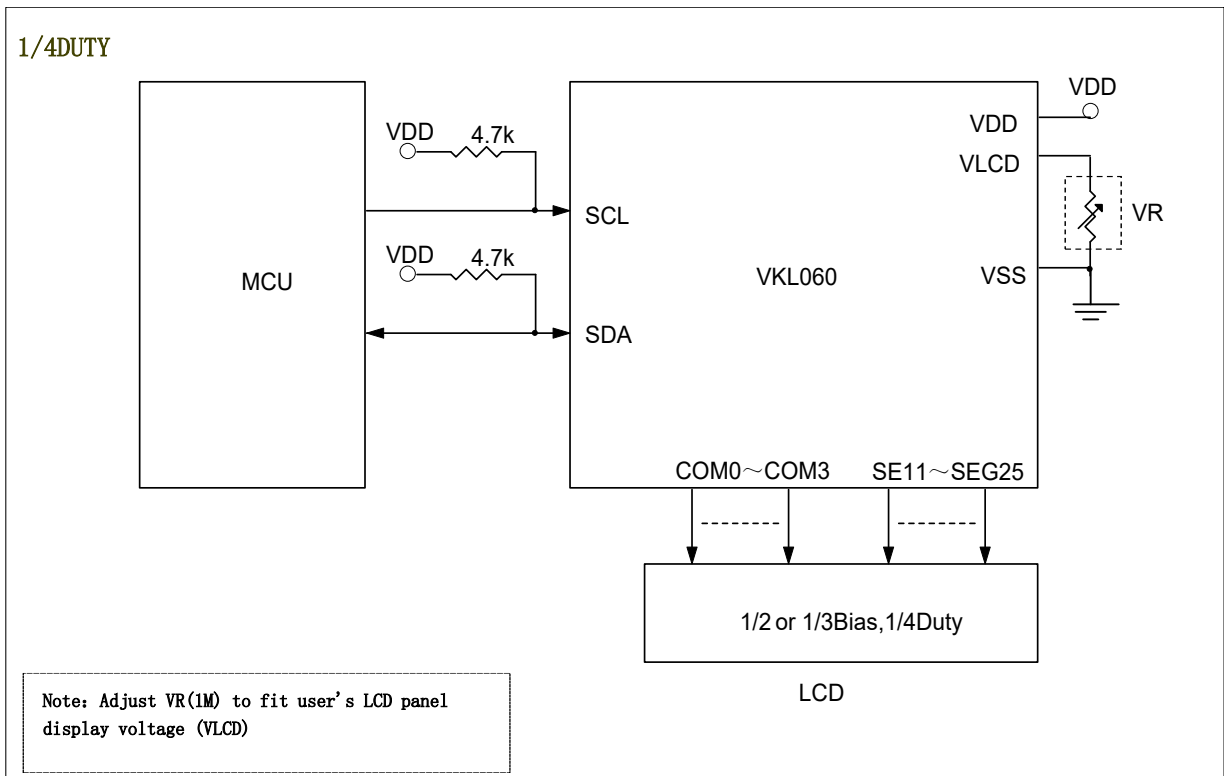 1/4DUTY
VDD
4.7k
SCL
VDD
4.7k
SDA
MCU
VKL060
VDD
VDD
VLCD
VR
VSS
COM0～COM3
SE11～SEG25
1/2 or 1/3Bias,1/4Duty
LCD
Note: Adjust VR(1M) to fit user's LCD panel
display voltage (VLCD)